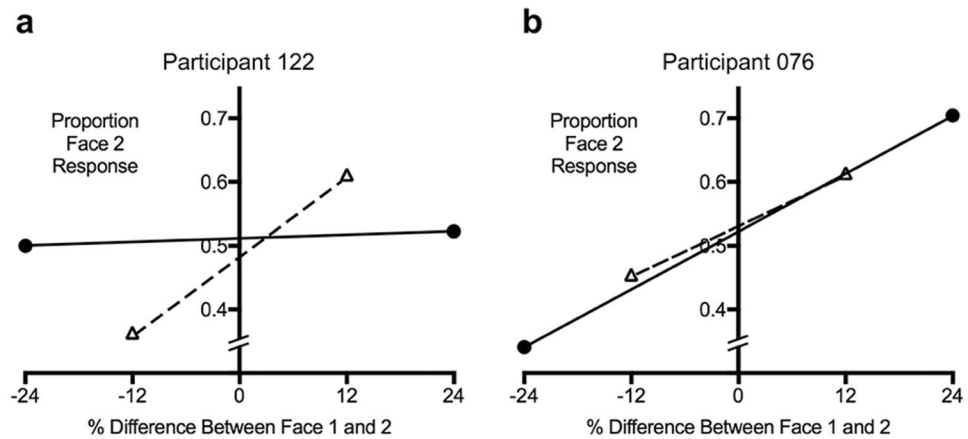 a
Participant 122
Proportion
Face 2
Response
0.7
0.6
0.5
0.4
-24 -12 0 12 24
% Difference Between Face 1 and 2
b
Participant 076
Proportion
Face 2
Response
0.7
0.6
0.5
0.4
-24 -12 0 12 24
% Difference Between Face 1 and 2